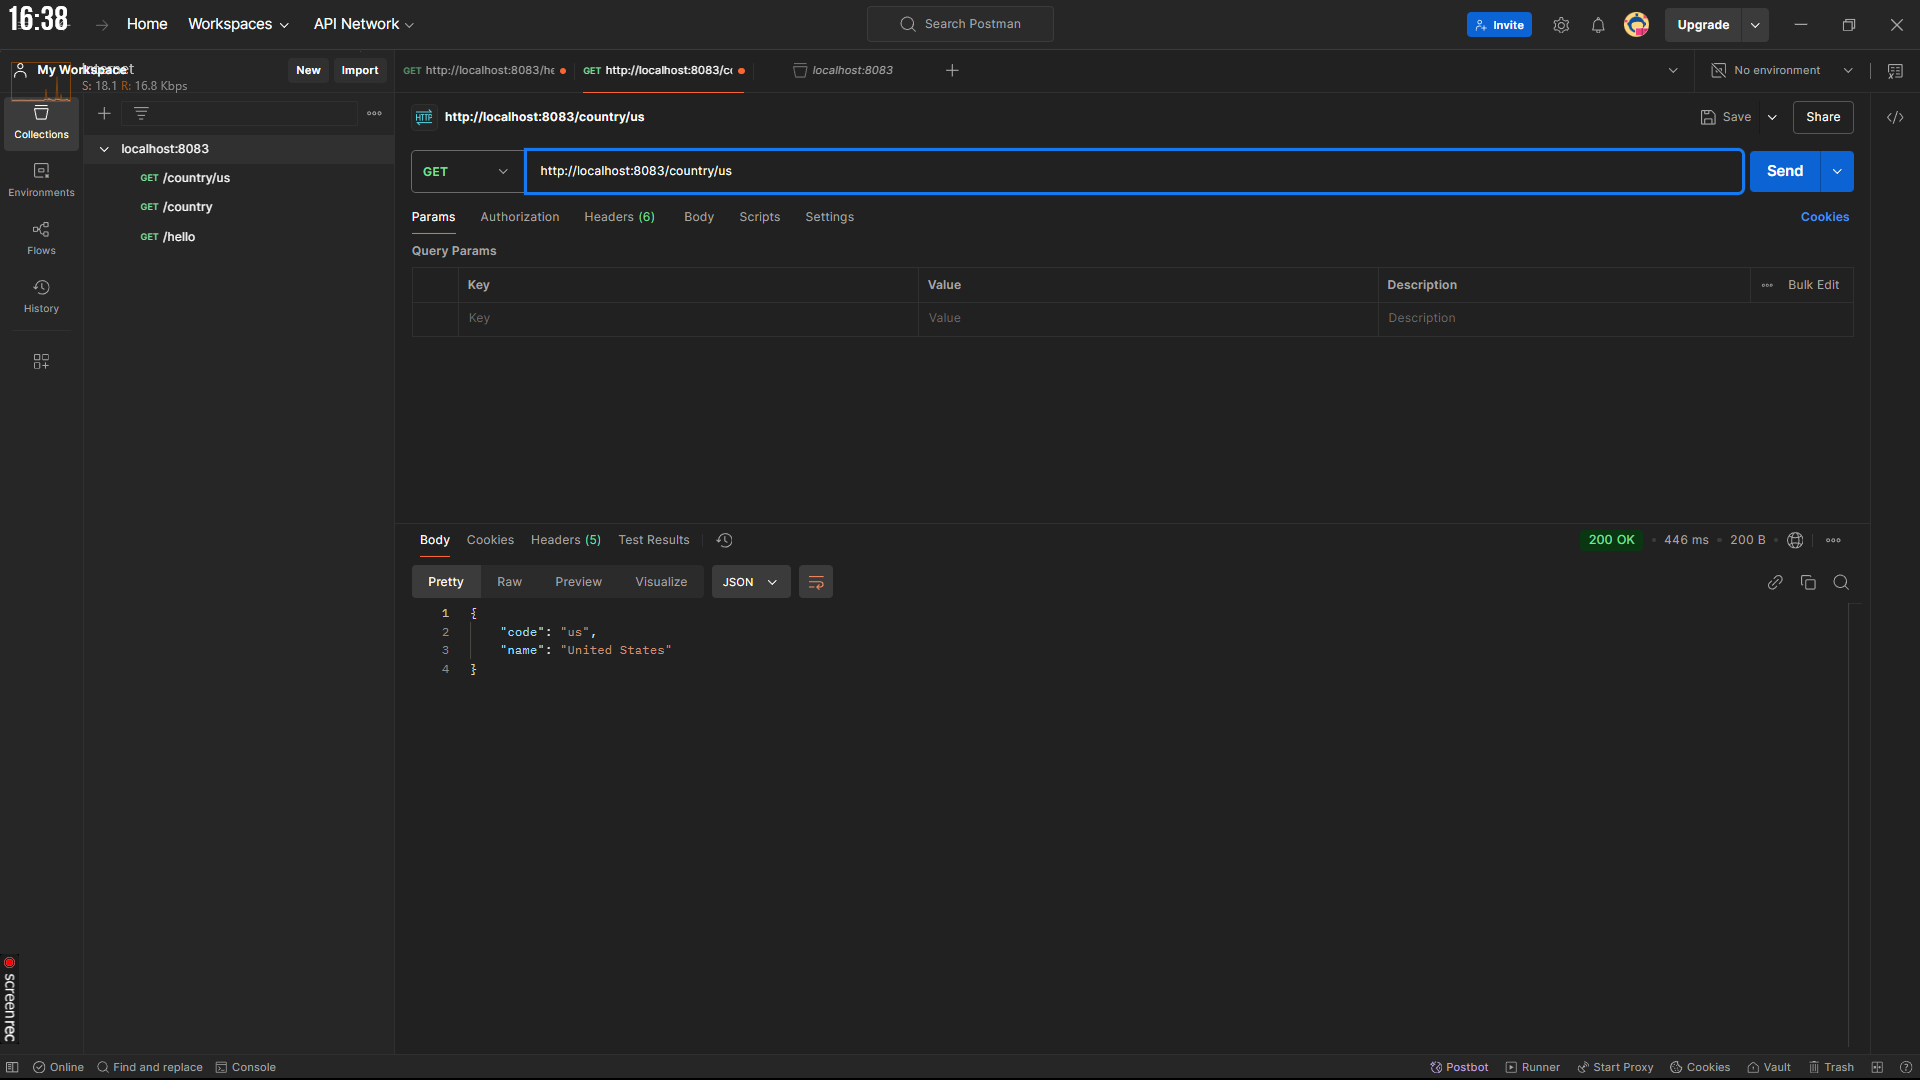 16:38
Home
Workspaces
API Network
Search Postman
Invite
Upgrade
My Workspace
S: 18.1 R: 16.8 Kbps
New
Import
GET http://localhost:8083/he
GET http://localhost:8083/co
localhost:8083
No environment
Collections
Environments
Flows
History
localhost:8083
GET /country/us
GET /country
GET /hello
HTTP http://localhost:8083/country/us
Save
Share
GET
http://localhost:8083/country/us
Send
Params
Authorization
Headers (6)
Body
Scripts
Settings
Cookies
Query Params
Key
Value
Description
Bulk Edit
Key
Value
Description
Body
Cookies
Headers (5)
Test Results
200 OK
446 ms
200 B
Pretty
Raw
Preview
Visualize
JSON
1 {
2 "code": "us",
3 "name": "United States"
4 }
screen rec
Online
Find and replace
Console
Postbot
Runner
Start Proxy
Cookies
Vault
Trash